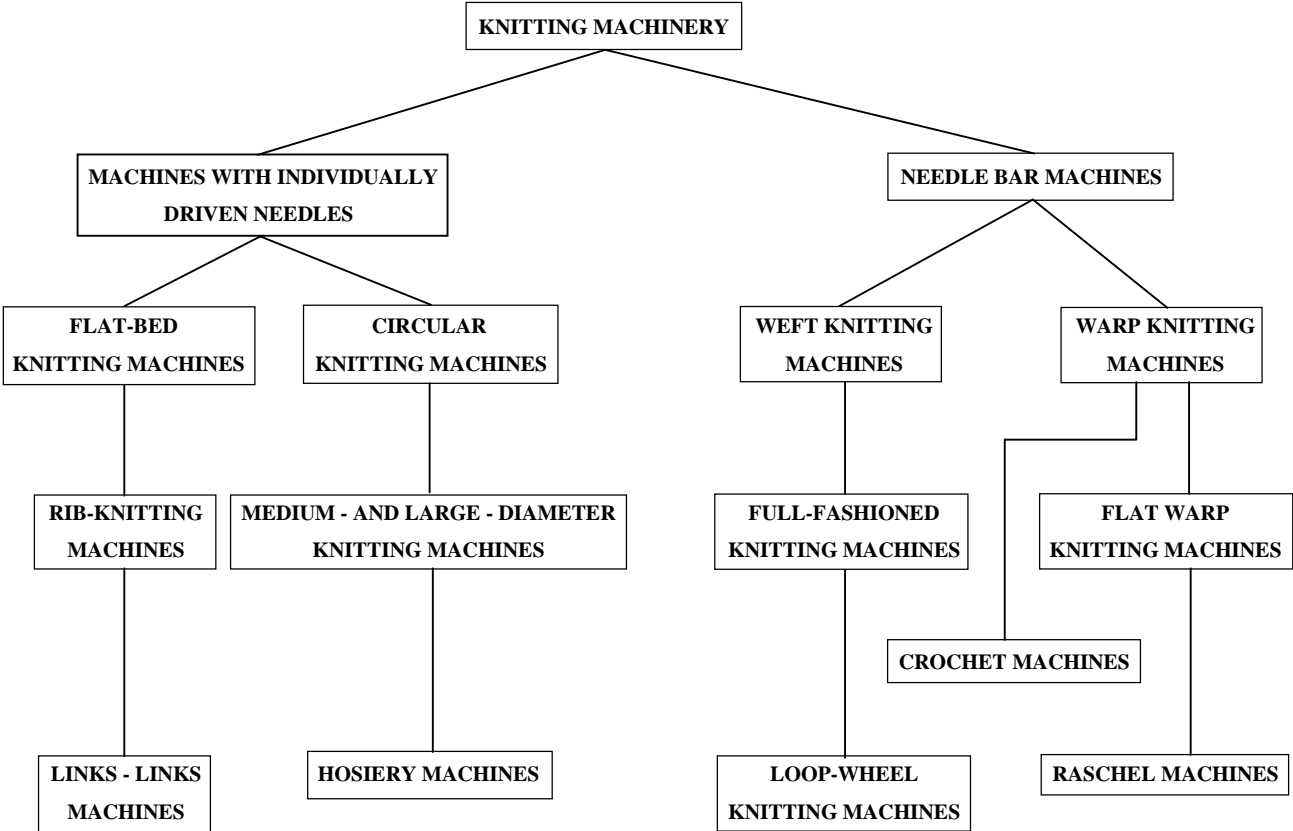 KNITTING MACHINERY
MACHINES WITH INDIVIDUALLY
DRIVEN NEEDLES
NEEDLE BAR MACHINES
FLAT-BED
KNITTING MACHINES
CIRCULAR
KNITTING MACHINES
WEFT KNITTING
MACHINES
WARP KNITTING
MACHINES
RIB-KNITTING
MACHINES
MEDIUM - AND LARGE - DIAMETER
KNITTING MACHINES
FULL-FASHIONED
KNITTING MACHINES
FLAT WARP
KNITTING MACHINES
CROCHET MACHINES
LINKS - LINKS
MACHINES
HOSIERY MACHINES
LOOP-WHEEL
KNITTING MACHINES
RASCHEL MACHINES